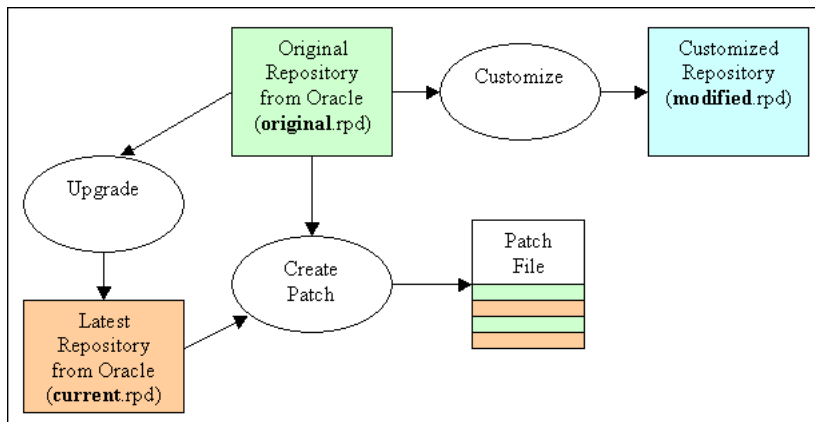 Original
Repository
from Oracle
(original.rpd)
Customize
Customized
Repository
(modified.rpd)
Upgrade
Create
Patch
Patch
File
Latest
Repository
from Oracle
(current.rpd)